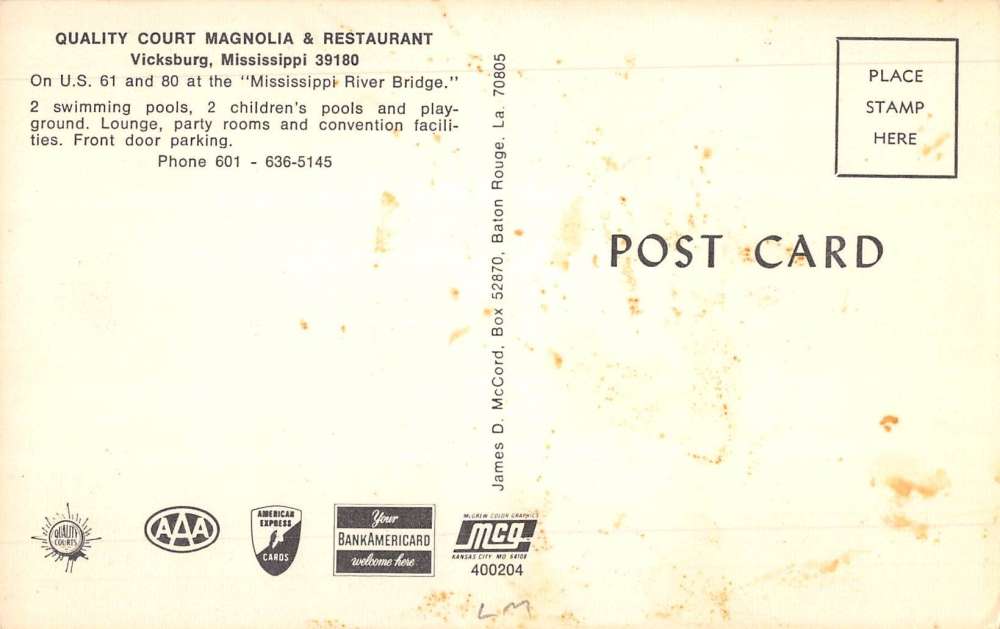 QUALITY COURT MAGNOLIA & RESTAURANT
Vicksburg, Mississippi 39180
On U.S. 61 and 80 at the "Mississippi River Bridge."
2 swimming pools, 2 children's pools and play-
ground. Lounge, party rooms and convention facili-
ties. Front door parking.
Phone 601 - 636-5145
James D. McCord, Box 52870, Baton Rouge, La. 70805
PLACE
STAMP
HERE
POST CARD
QUALITY
COURTS
AAA
AMERICAN
EXPRESS
CARDS
Your
BANKAMERICARD
welcome here
McGREW COLOR GRAPHICS
mcg
KANSAS CITY MO 64108
400204
LM